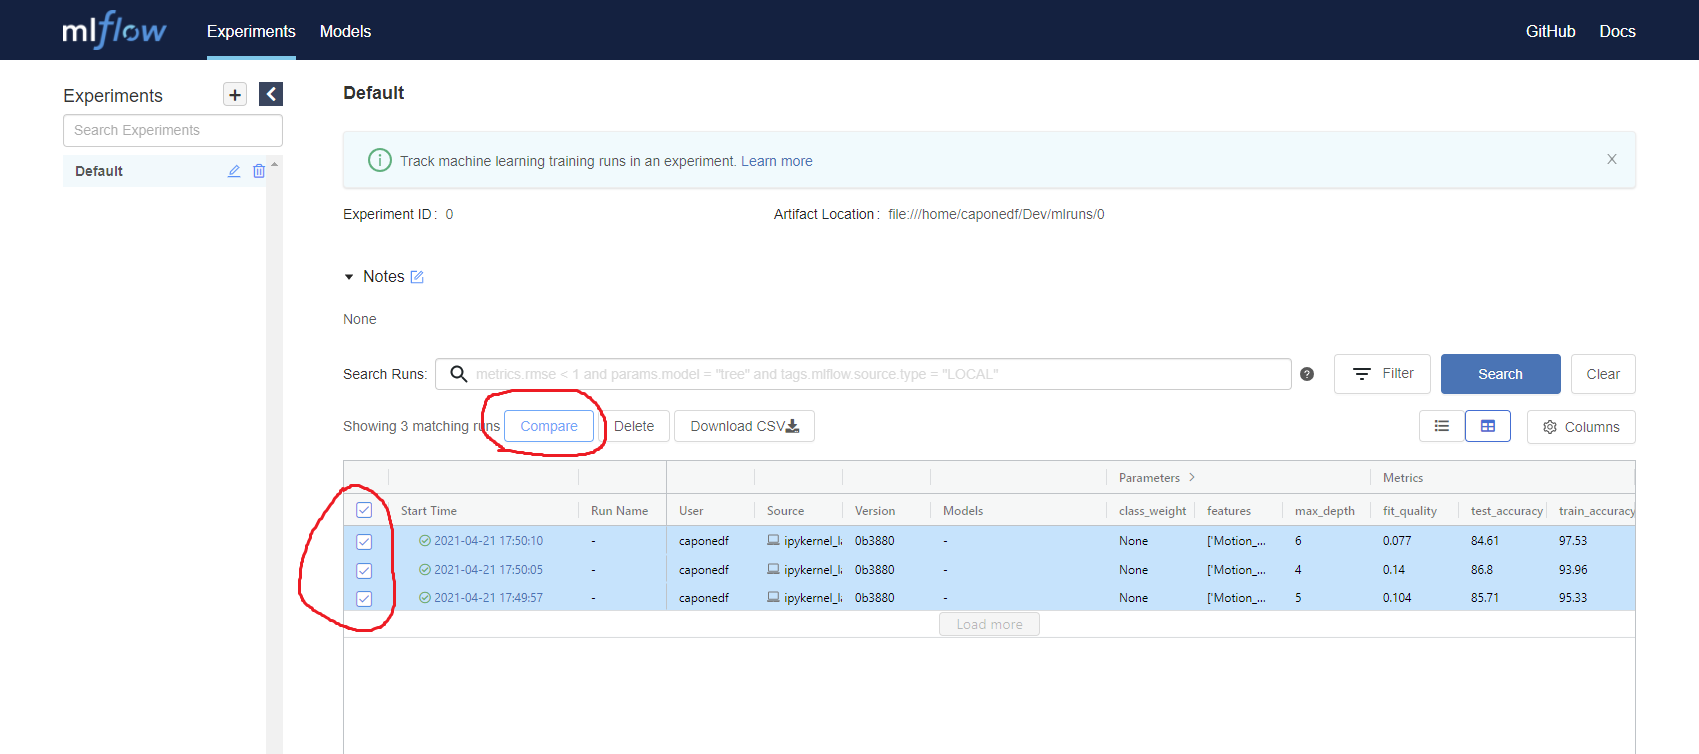 mlflow Experiments Models GitHub Docs
Experiments +
Search Experiments
Default
Default
Track machine learning training runs in an experiment. Learn more
Experiment ID: 0 Artifact Location: file:///home/caponedf/Dev/mlruns/0
Notes
None
Search Runs: metrics.rmse < 1 and params.model = "tree" and tags.mlflow.source.type = "LOCAL" ? Filter Search Clear
Showing 3 matching runs Compare Delete Download CSV Columns
Parameters > Metrics
Start Time Run Name User Source Version Models class_weight features max_depth fit_quality test_accuracy train_accuracy
2021-04-21 17:50:10 - caponedf ipykernel_la 0b3880 - None ['Motion_... 6 0.077 84.61 97.53
2021-04-21 17:50:05 - caponedf ipykernel_la 0b3880 - None ['Motion_... 4 0.14 86.8 93.96
2021-04-21 17:49:57 - caponedf ipykernel_la 0b3880 - None ['Motion_... 5 0.104 85.71 95.33
Load more